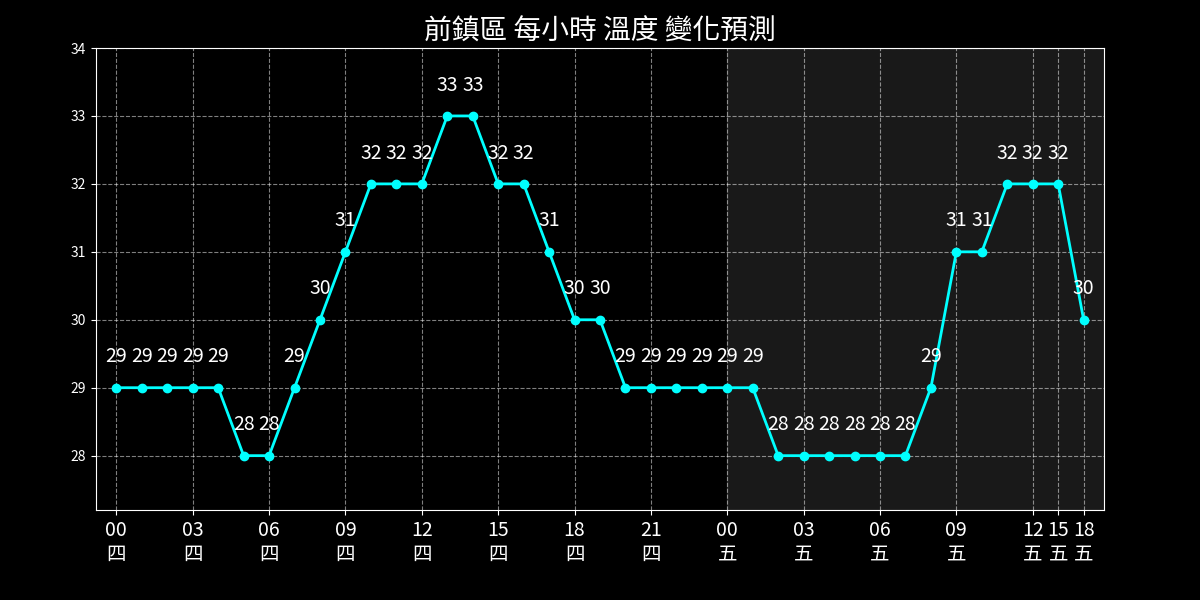 前鎮區 每小時 溫度 變化預測
34
33
32
31
30
29
28
33 33
32 32 32 32 32 32 32 32
31 31 31 31
30 30 30 30
29 29 29 29 29 29 29 29 29 29 29 29 29
28 28 28 28 28 28 28 28
00 03 06 09 12 15 18 21 00 03 06 09 12 15 18
四 四 四 四 四 四 四 四 五 五 五 五 五 五 五